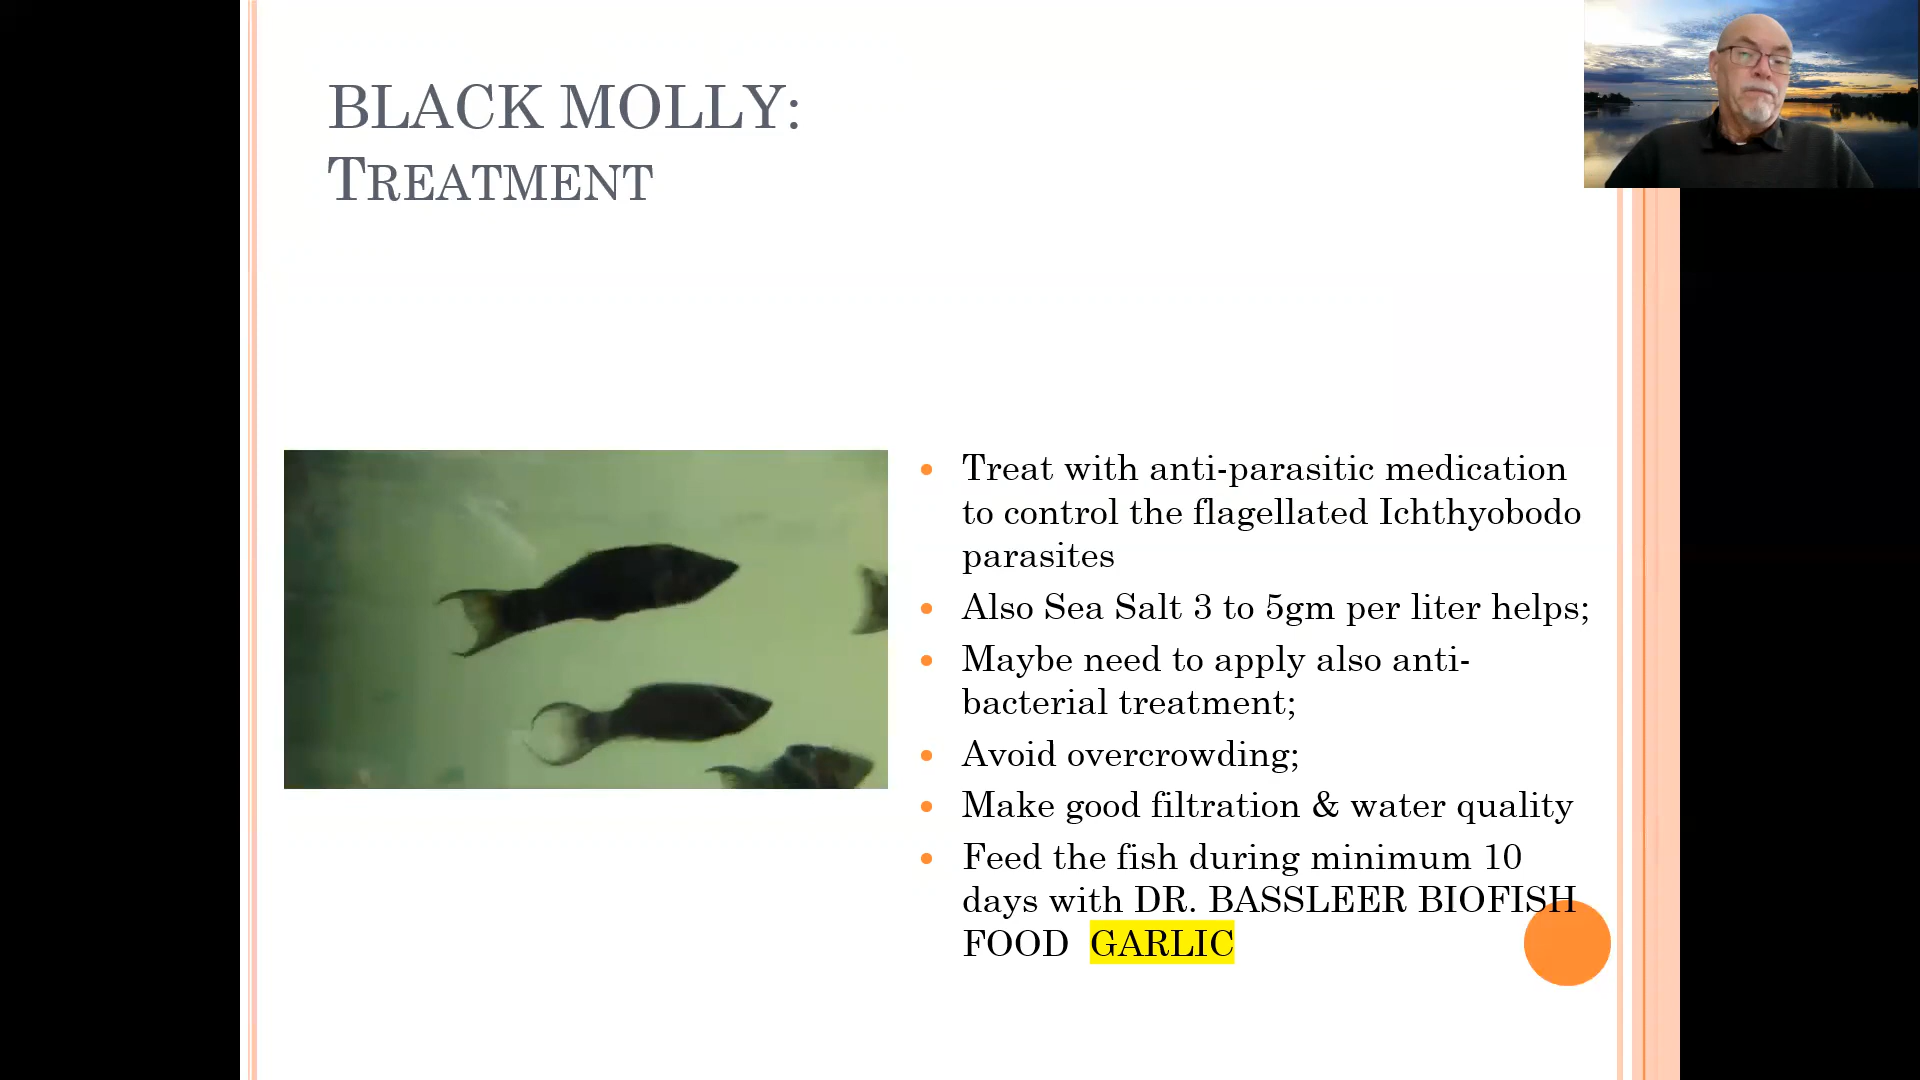 BLACK MOLLY:
TREATMENT
• Treat with anti-parasitic medication
to control the flagellated Ichthyobodo
parasites
• Also Sea Salt 3 to 5gm per liter helps;
• Maybe need to apply also anti-
bacterial treatment;
• Avoid overcrowding;
• Make good filtration & water quality
• Feed the fish during minimum 10
days with DR. BASSLEER BIOFISH
FOOD GARLIC